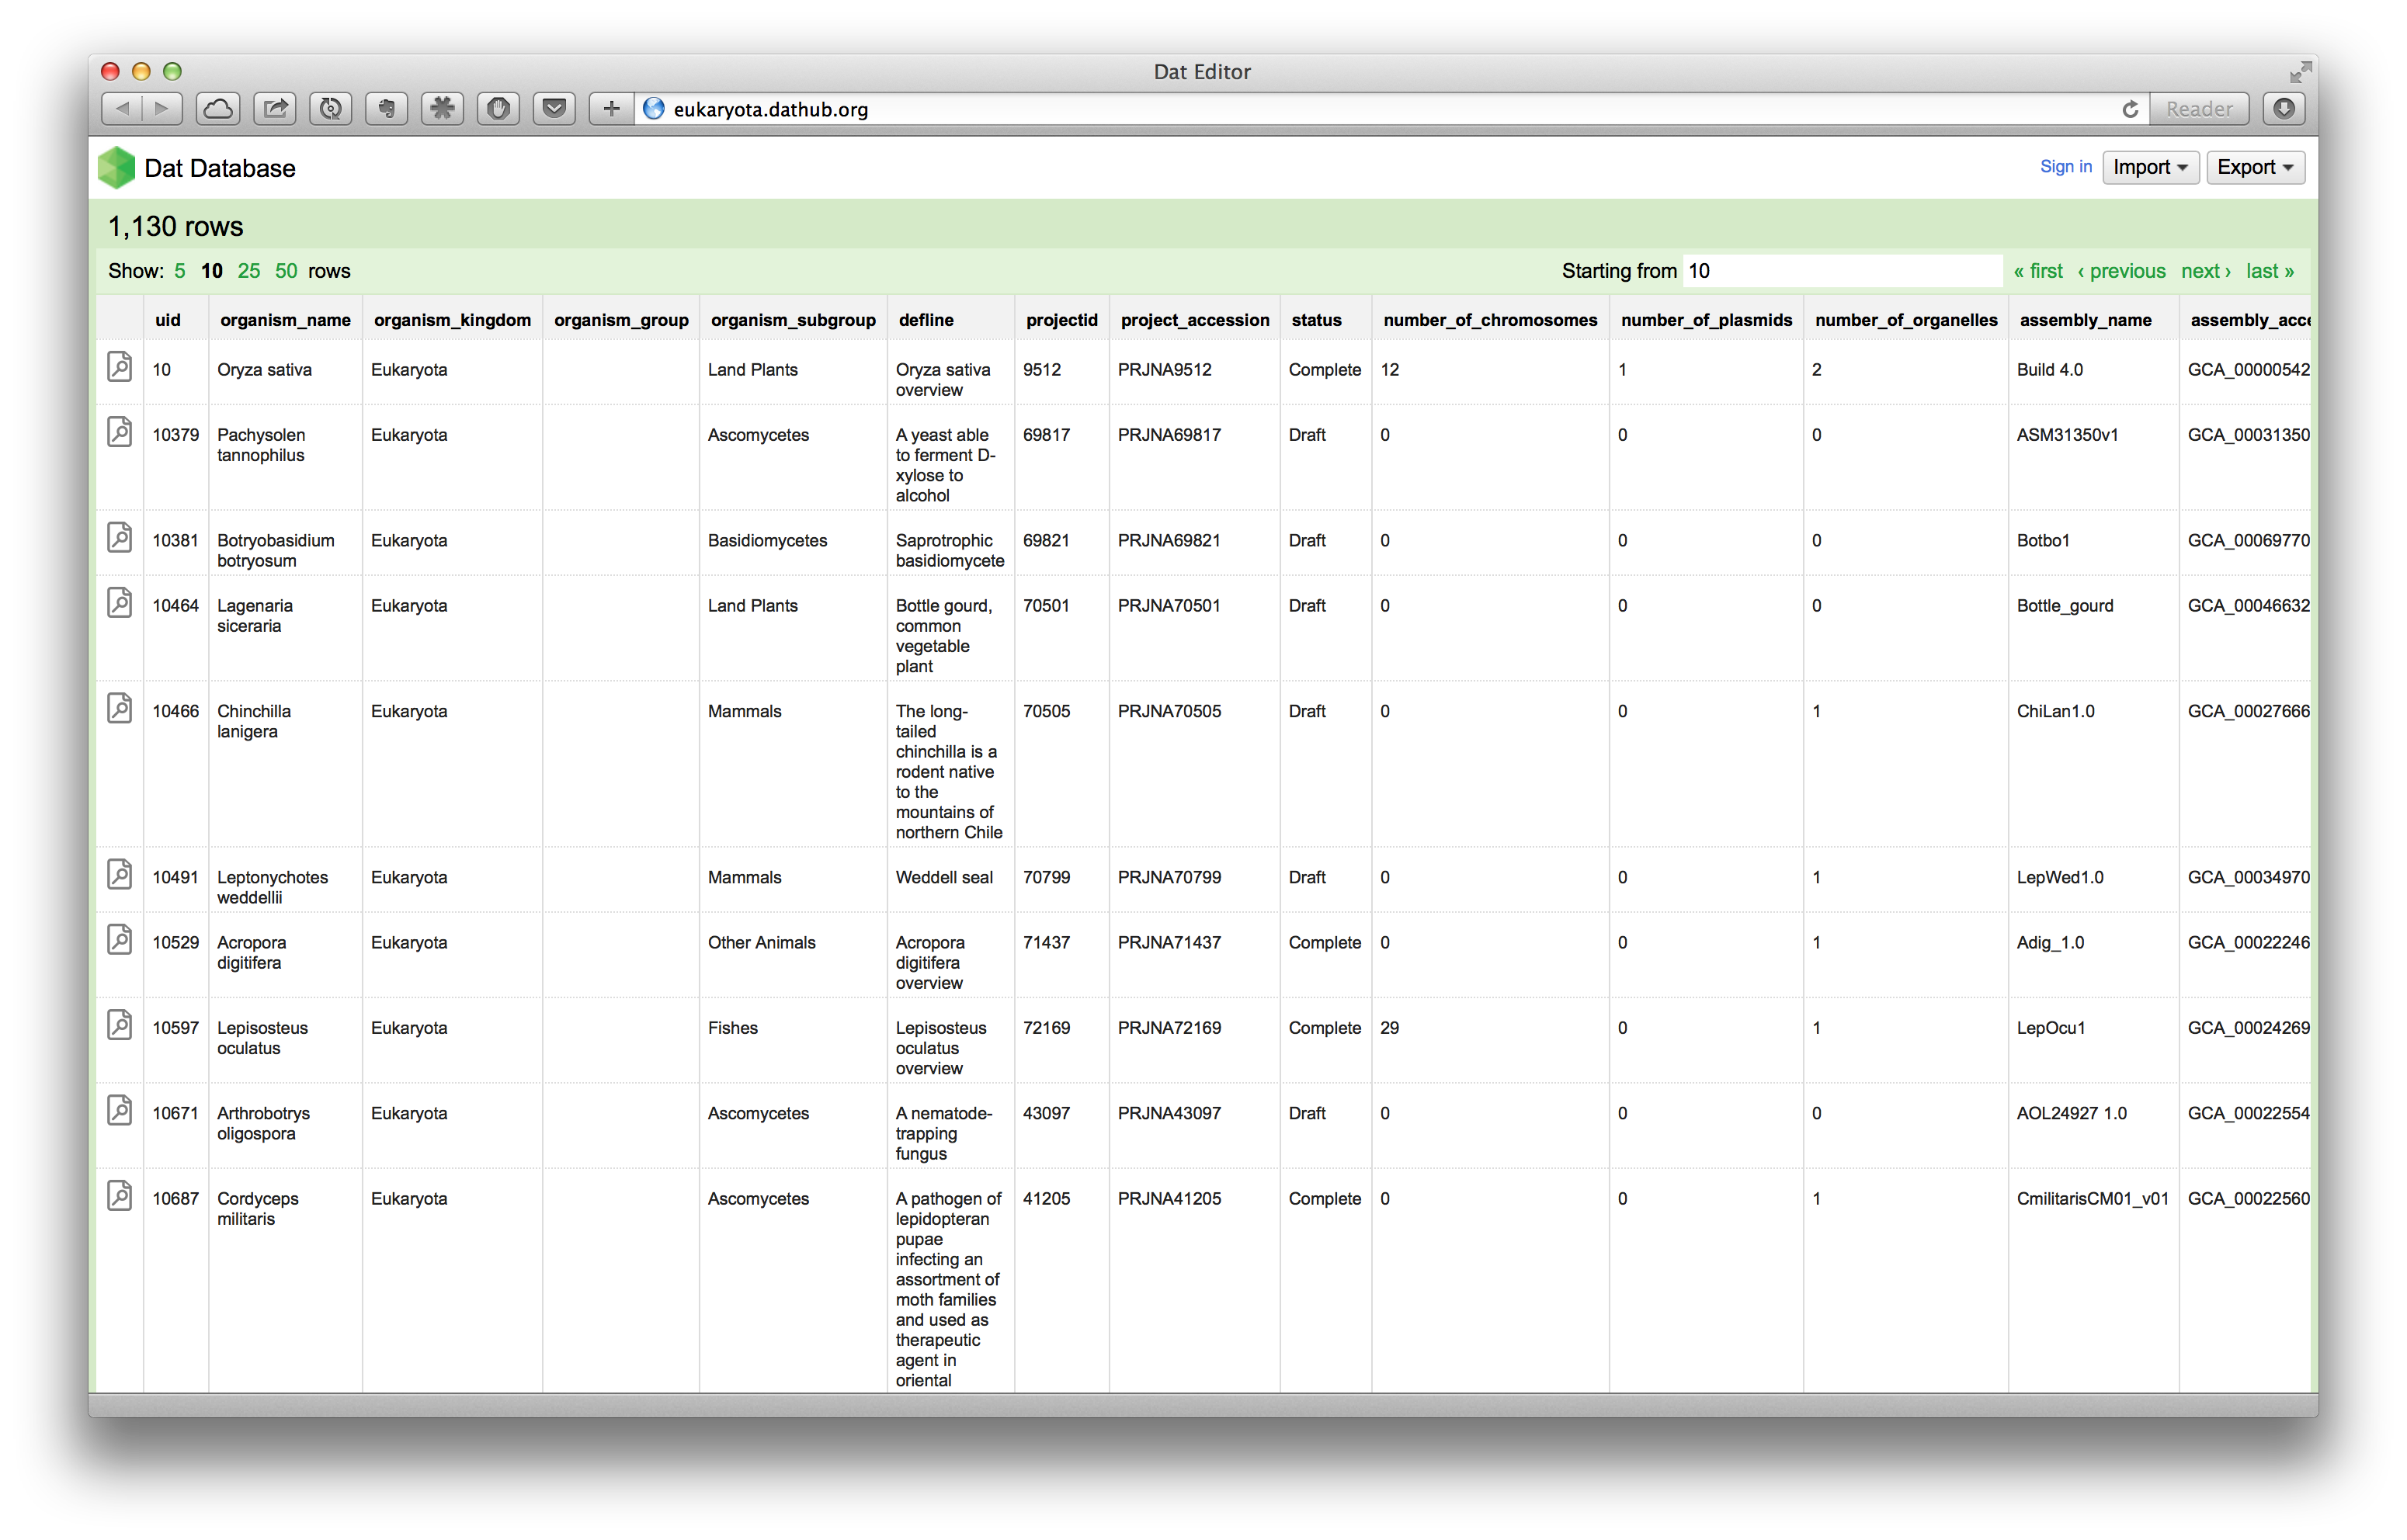 Dat Editor
eukaryota.dathub.org
Reader
Dat Database
Sign in Import Export
1,130 rows
Show: 5 10 25 50 rows Starting from 10 « first ‹ previous next › last »
uid organism_name organism_kingdom organism_group organism_subgroup defline projectid project_accession status number_of_chromosomes number_of_plasmids number_of_organelles assembly_name assembly_acce
10 Oryza sativa Eukaryota Land Plants Oryza sativa 9512 PRJNA9512 Complete 12 1 2 Build 4.0 GCA_00000542
overview
10379 Pachysolen Eukaryota Ascomycetes A yeast able 69817 PRJNA69817 Draft 0 0 0 ASM31350v1 GCA_00031350
tannophilus to ferment D-
xylose to
alcohol
10381 Botryobasidium Eukaryota Basidiomycetes Saprotrophic 69821 PRJNA69821 Draft 0 0 0 Botbo1 GCA_00069770
botryosum basidiomycete
10464 Lagenaria Eukaryota Land Plants Bottle gourd, 70501 PRJNA70501 Draft 0 0 0 Bottle_gourd GCA_00046632
siceraria common
vegetable
plant
10466 Chinchilla Eukaryota Mammals The long- 70505 PRJNA70505 Draft 0 0 1 ChiLan1.0 GCA_00027666
lanigera tailed
chinchilla is a
rodent native
to the
mountains of
northern Chile
10491 Leptonychotes Eukaryota Mammals Weddell seal 70799 PRJNA70799 Draft 0 0 1 LepWed1.0 GCA_00034970
weddellii
10529 Acropora Eukaryota Other Animals Acropora 71437 PRJNA71437 Complete 0 0 1 Adig_1.0 GCA_00022246
digitifera digitifera
overview
10597 Lepisosteus Eukaryota Fishes Lepisosteus 72169 PRJNA72169 Complete 29 0 1 LepOcu1 GCA_00024269
oculatus oculatus
overview
10671 Arthrobotrys Eukaryota Ascomycetes A nematode- 43097 PRJNA43097 Draft 0 0 0 AOL24927 1.0 GCA_00022554
oligospora trapping
fungus
10687 Cordyceps Eukaryota Ascomycetes A pathogen of 41205 PRJNA41205 Complete 0 0 1 CmilitarisCM01_v01 GCA_00022560
militaris lepidopteran
pupae
infecting an
assortment of
moth families
and used as
therapeutic
agent in
oriental